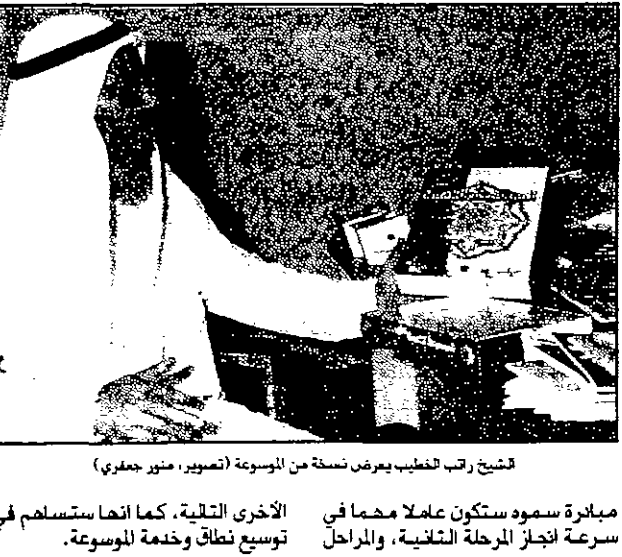 الشيخ راتب الخطيب يعرض نسخة من الموسوعة (تصوير، منور جعفري)
مبادرة سمود ستكون عاملا مهما في
سرعة انجاز المرحلة الثانية، والمراحل
الأخرى التالية، كما انها ستساهم في
توسيع نطاق وخدمة الموسوعة.